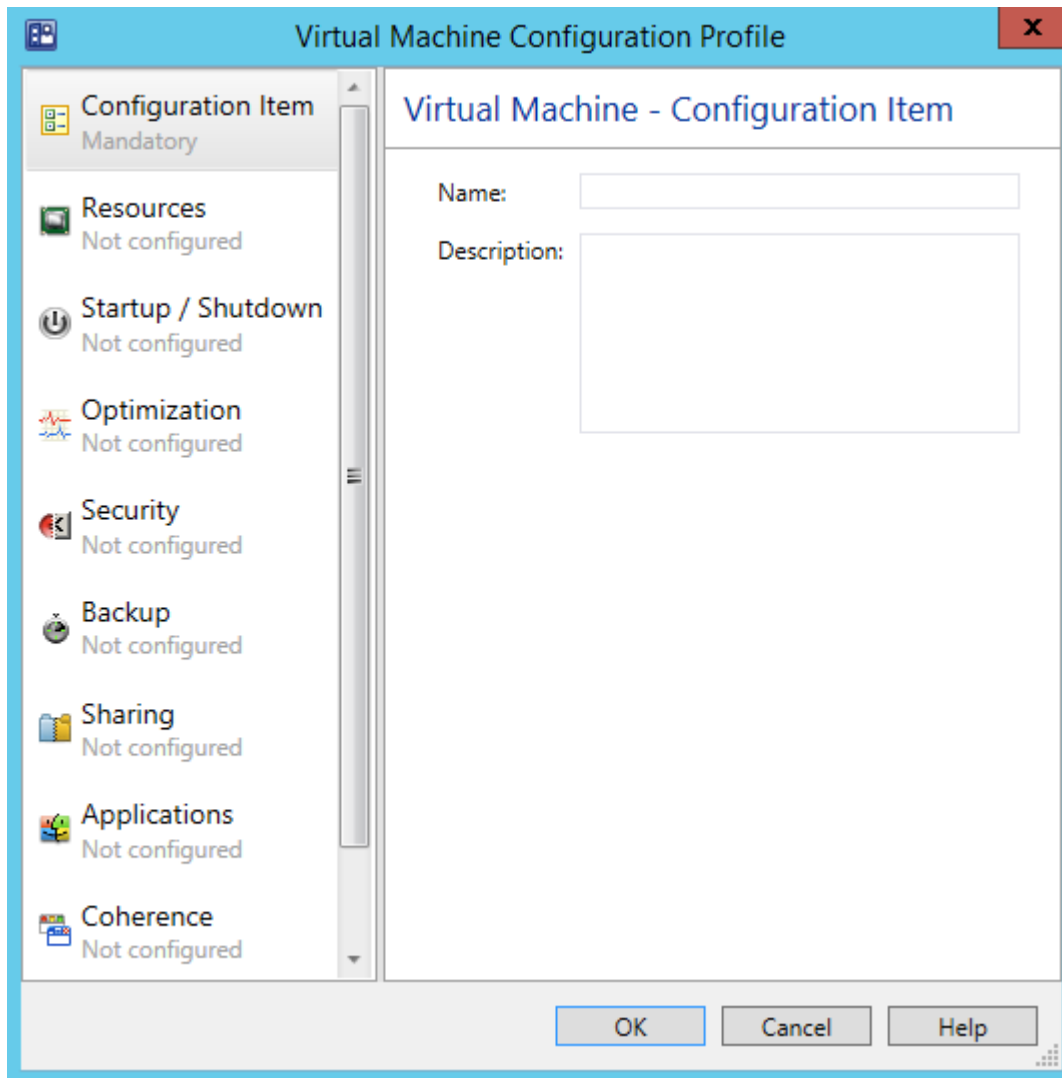 Virtual Machine Configuration Profile
x
Configuration Item
Mandatory
Resources
Not configured
Startup / Shutdown
Not configured
Optimization
Not configured
Security
Not configured
Backup
Not configured
Sharing
Not configured
Applications
Not configured
Coherence
Not configured
Virtual Machine - Configuration Item
Name:
Description:
OK
Cancel
Help